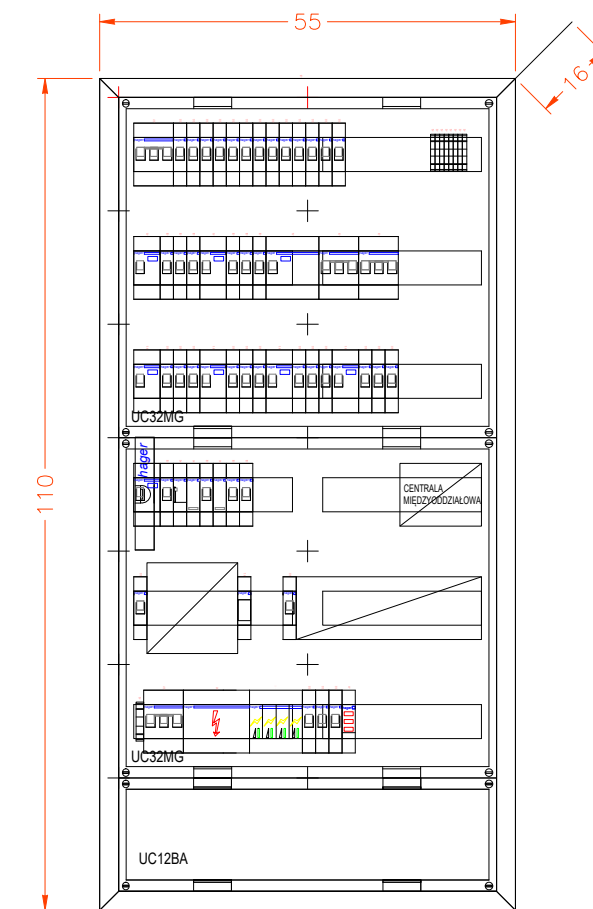 55
16
110
UC32MG
hager
CENTRALA
MIĘDZYODDZIAŁOWA
UC32MG
UC12BA